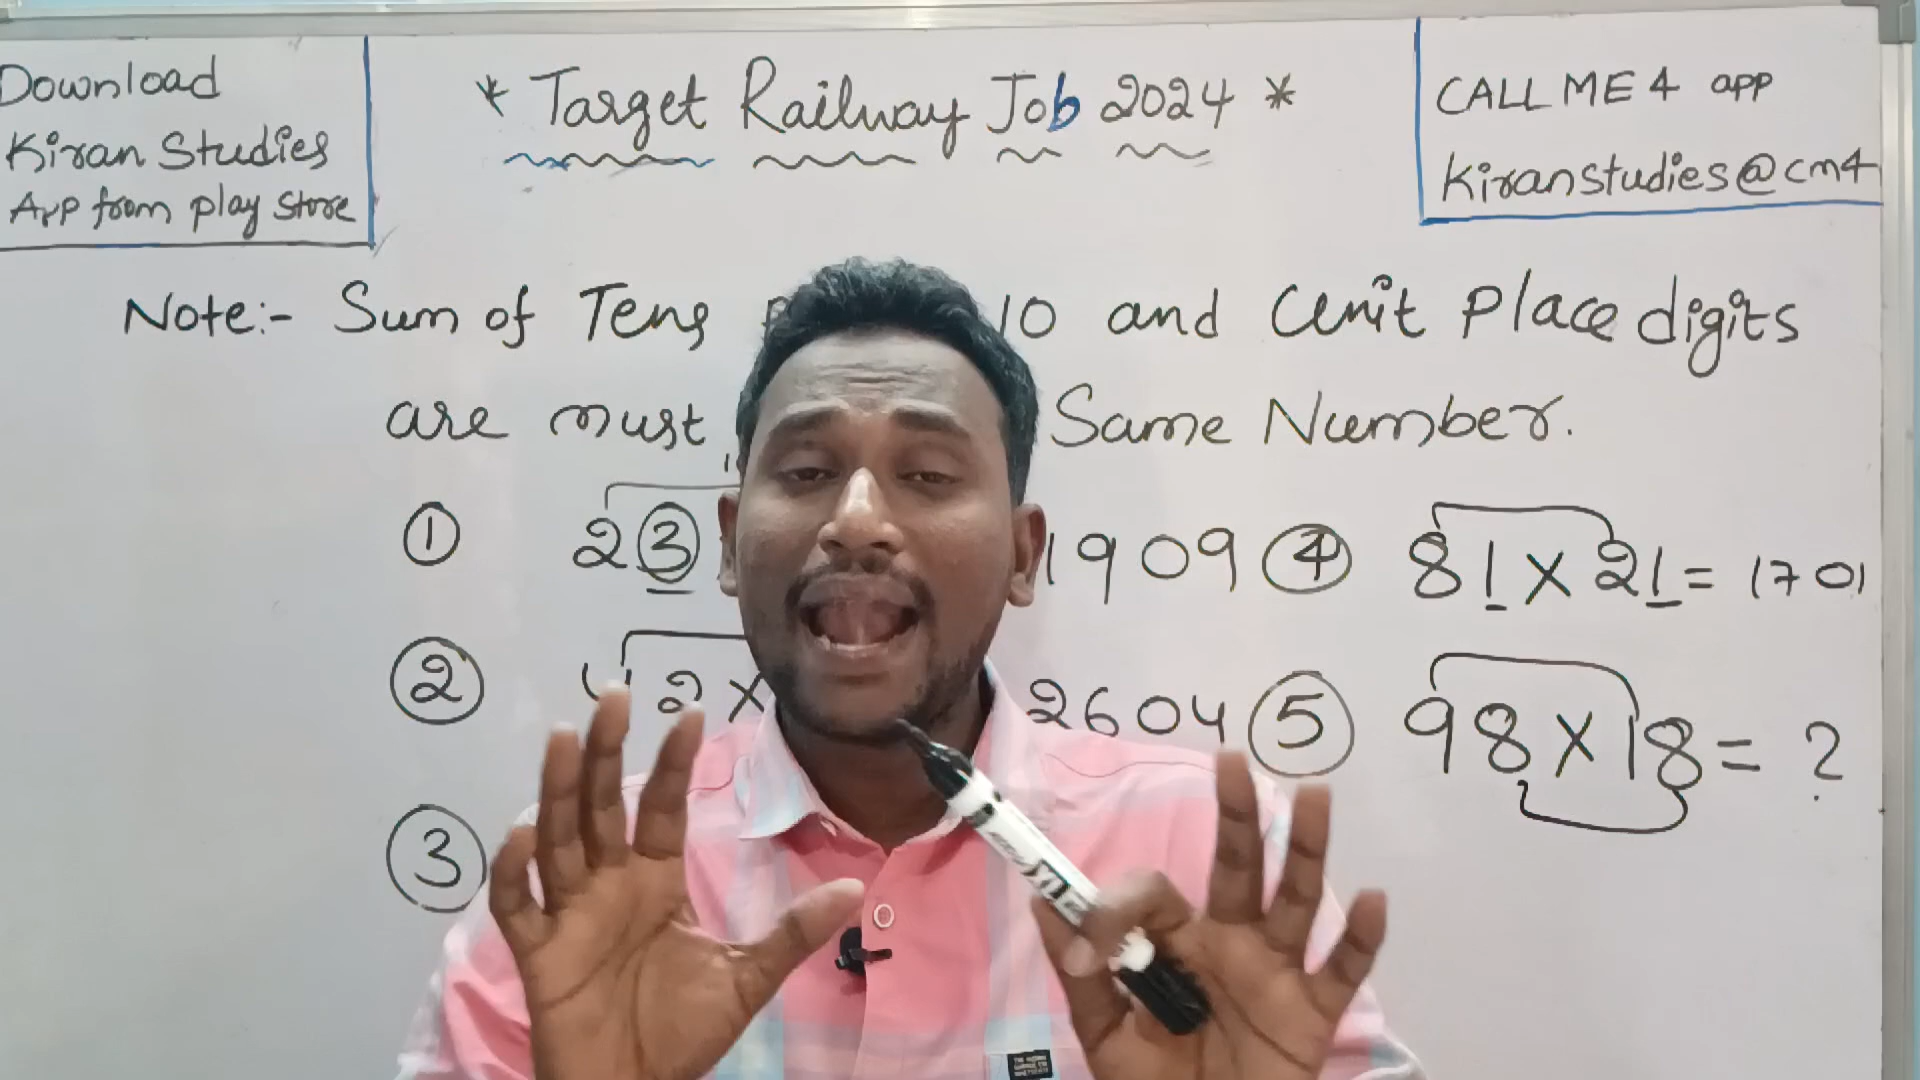 Download
Kiran Studies
App from play store
* Target Railway Job 2024 *
CALL ME 4 app
kiranstudies@cm4
Note:- Sum of Tens 10 and Unit Place digits
are must Same Number.
① 23 1909
② 42 × 2604
③
④ 81 × 21 = 1701
⑤ 98 × 18 = ?